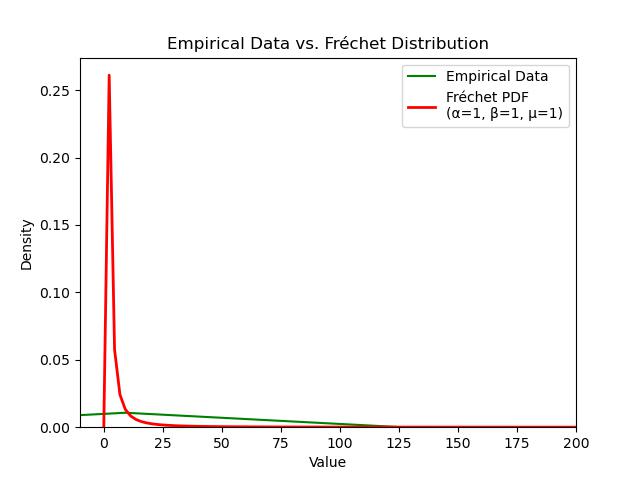 Empirical Data vs. Fréchet Distribution
Empirical Data
Fréchet PDF
(α=1, β=1, μ=1)
Density
0.25
0.20
0.15
0.10
0.05
0.00
0 25 50 75 100 125 150 175 200
Value